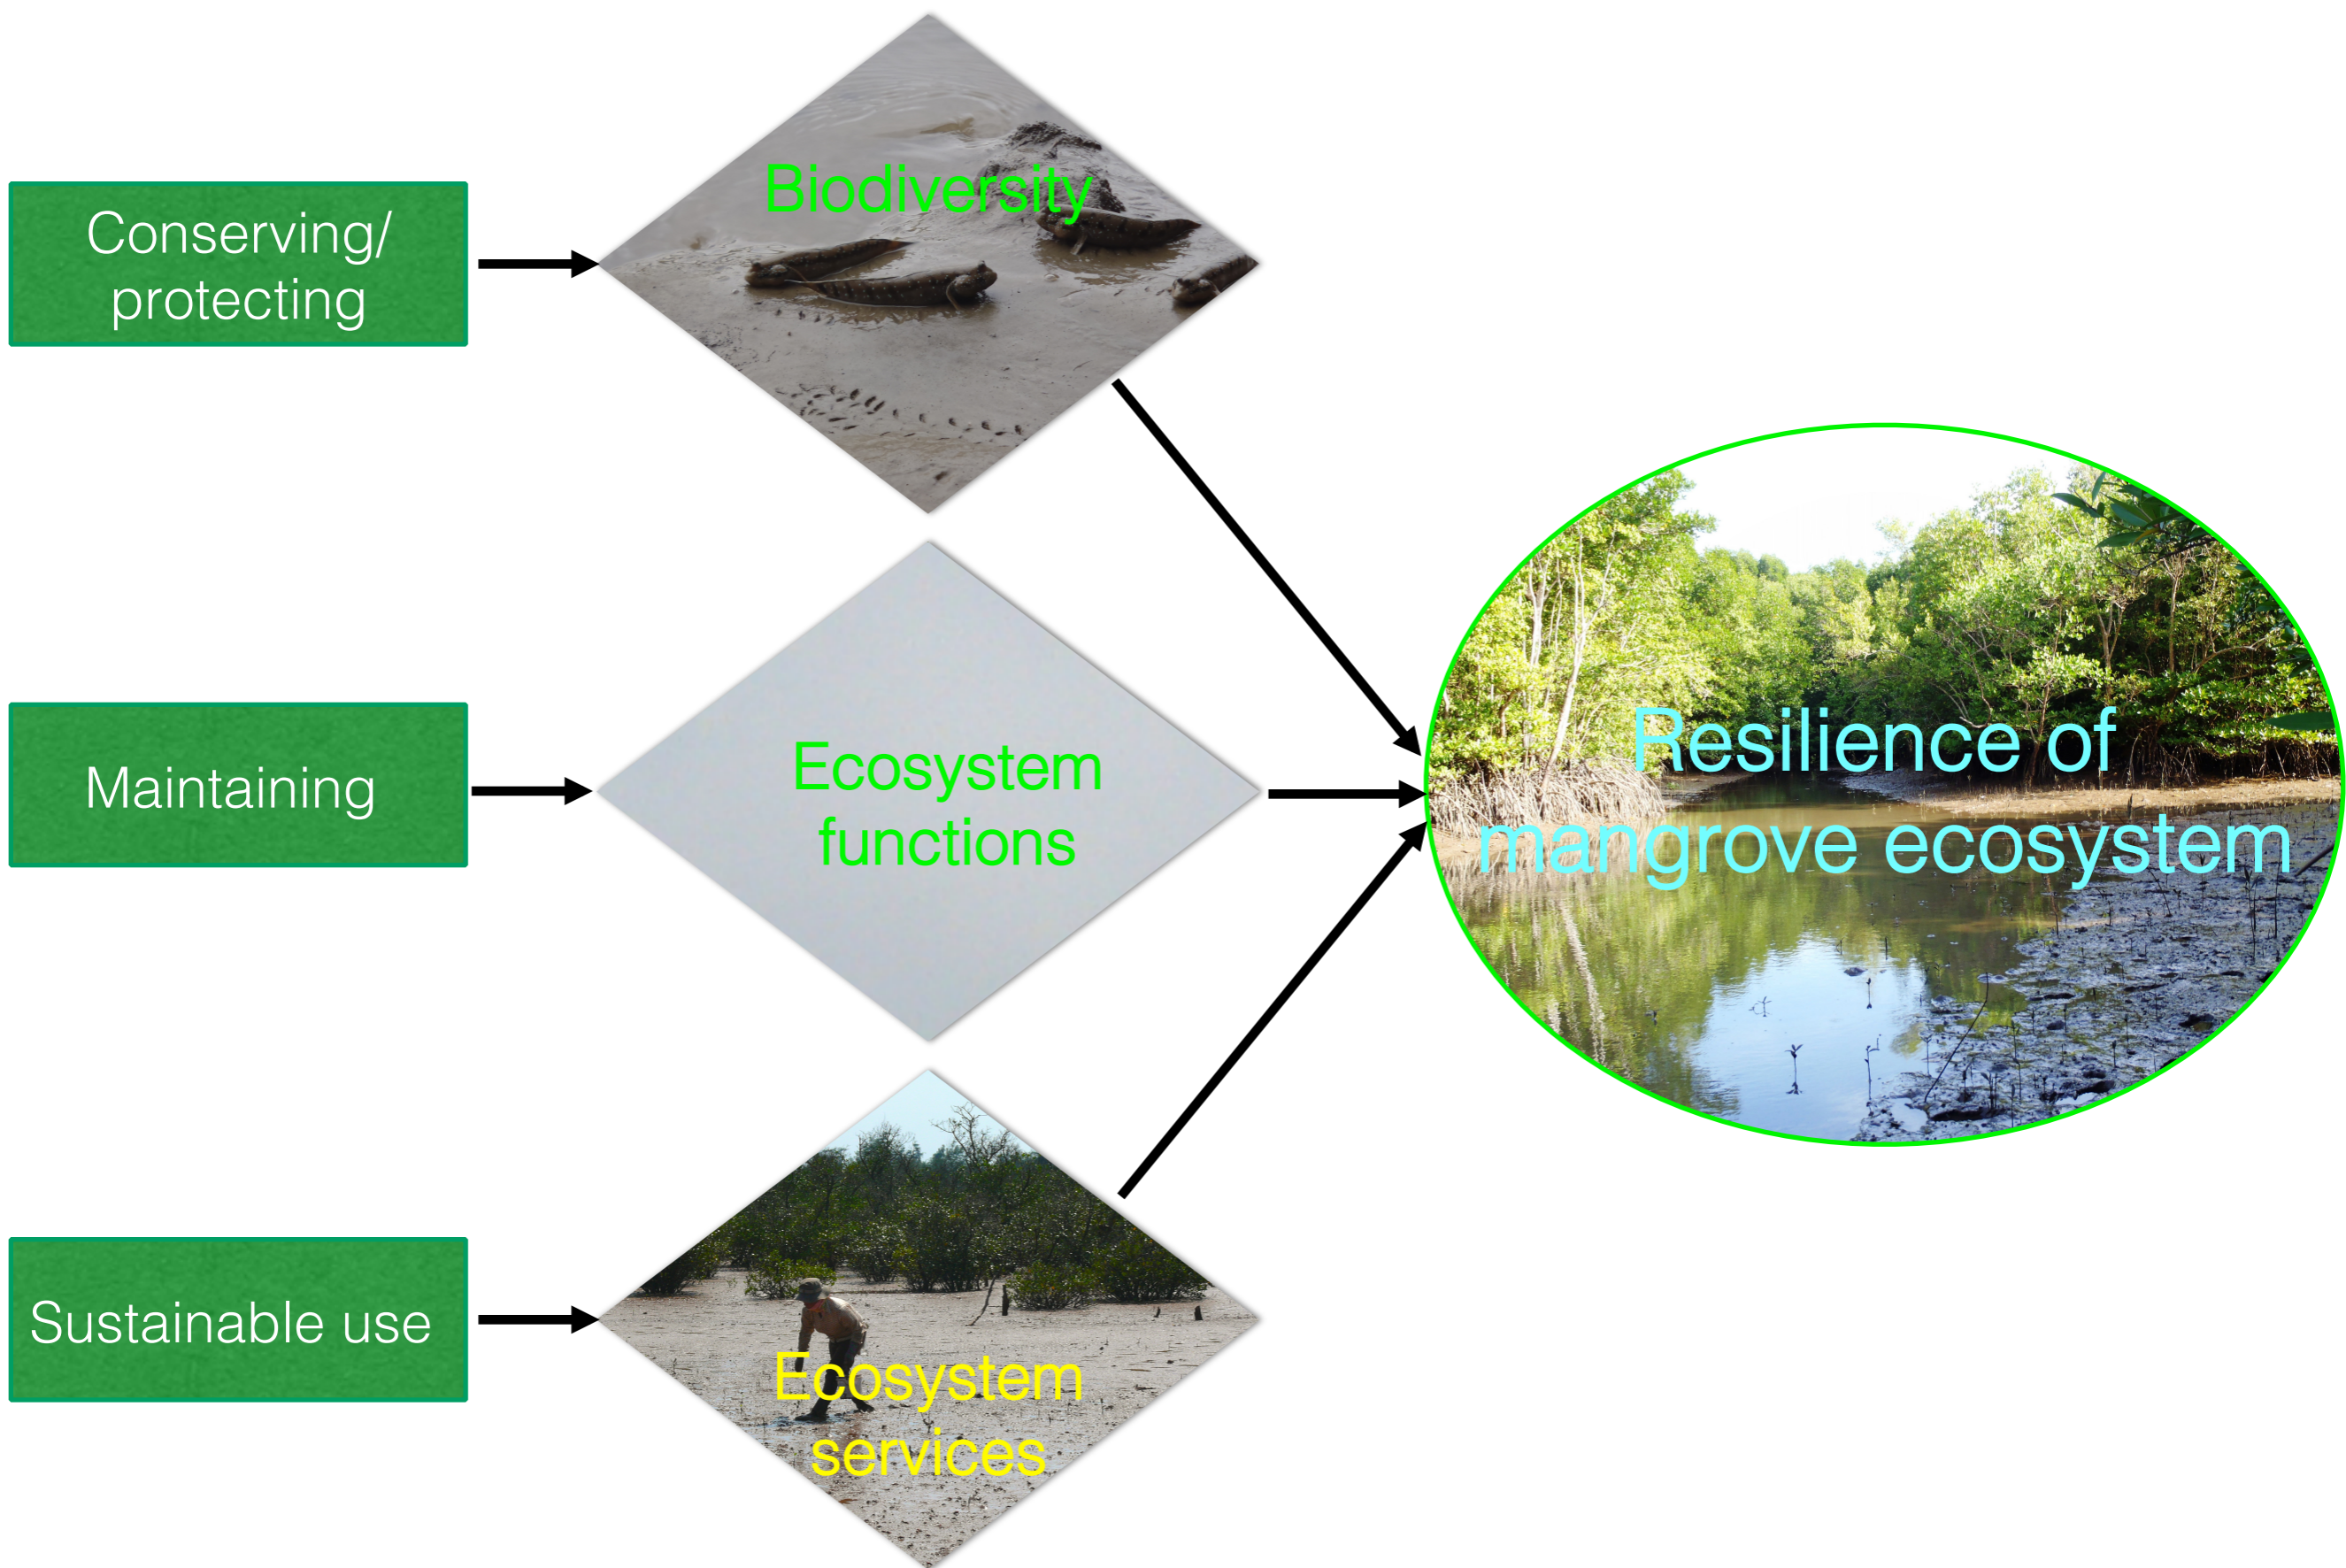 Conserving/
protecting
Biodiversity
Maintaining
Ecosystem
functions
Sustainable use
Ecosystem
services
Resilience of
mangrove ecosystem